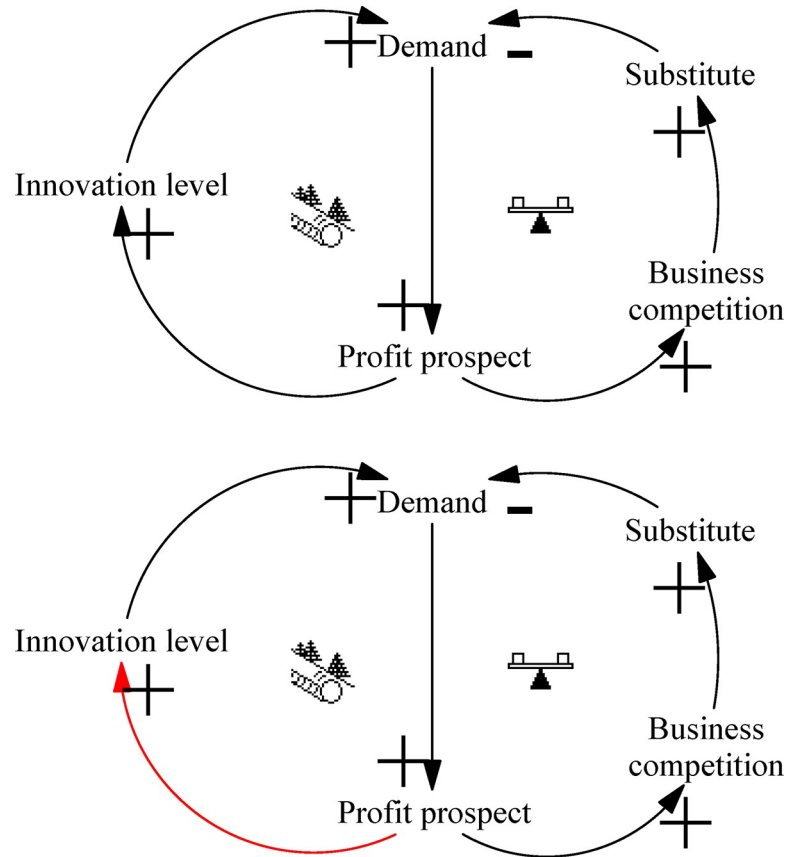 + Demand -
Substitute
+
Innovation level
+
Business
competition
+
+
Profit prospect
+ Demand -
Substitute
+
Innovation level
+
Business
competition
+
Profit prospect
+